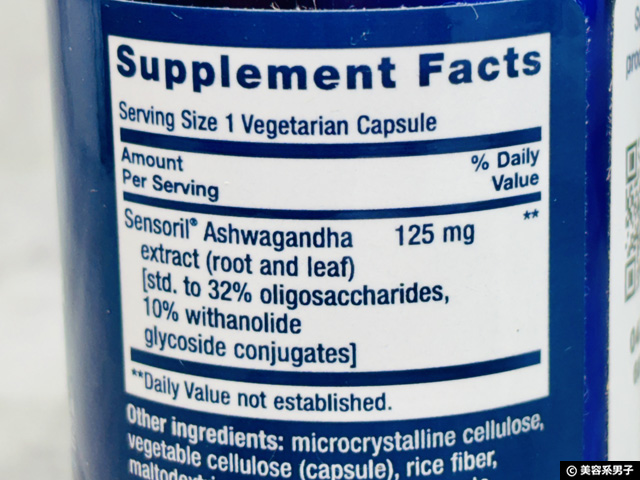 Supplement Facts
Serving Size 1 Vegetarian Capsule
Amount
Per Serving
% Daily
Value
Sensoril® Ashwagandha 125 mg **
extract (root and leaf)
[std. to 32% oligosaccharides,
10% withanolide
glycoside conjugates]
**Daily Value not established.
Other ingredients: microcrystalline cellulose,
vegetable cellulose (capsule), rice fiber,
© 美容系男子